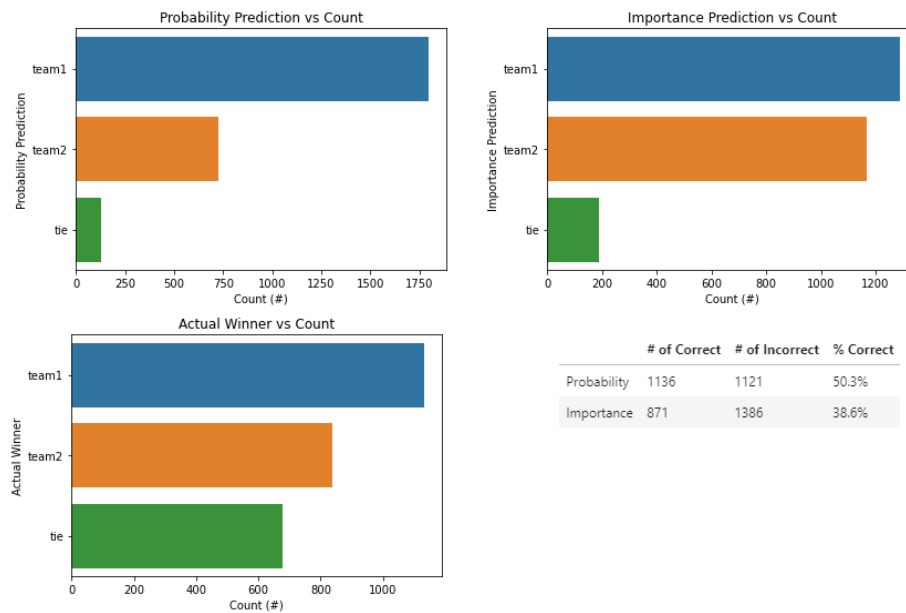 Probability Prediction vs Count
Probability Prediction
team1
team2
tie
0 250 500 750 1000 1250 1500 1750
Count (#)
Importance Prediction vs Count
Importance Prediction
team1
team2
tie
0 200 400 600 800 1000 1200
Count (#)
Actual Winner vs Count
Actual Winner
team1
team2
tie
0 200 400 600 800 1000
Count (#)
# of Correct # of Incorrect % Correct
Probability 1136 1121 50.3%
Importance 871 1386 38.6%